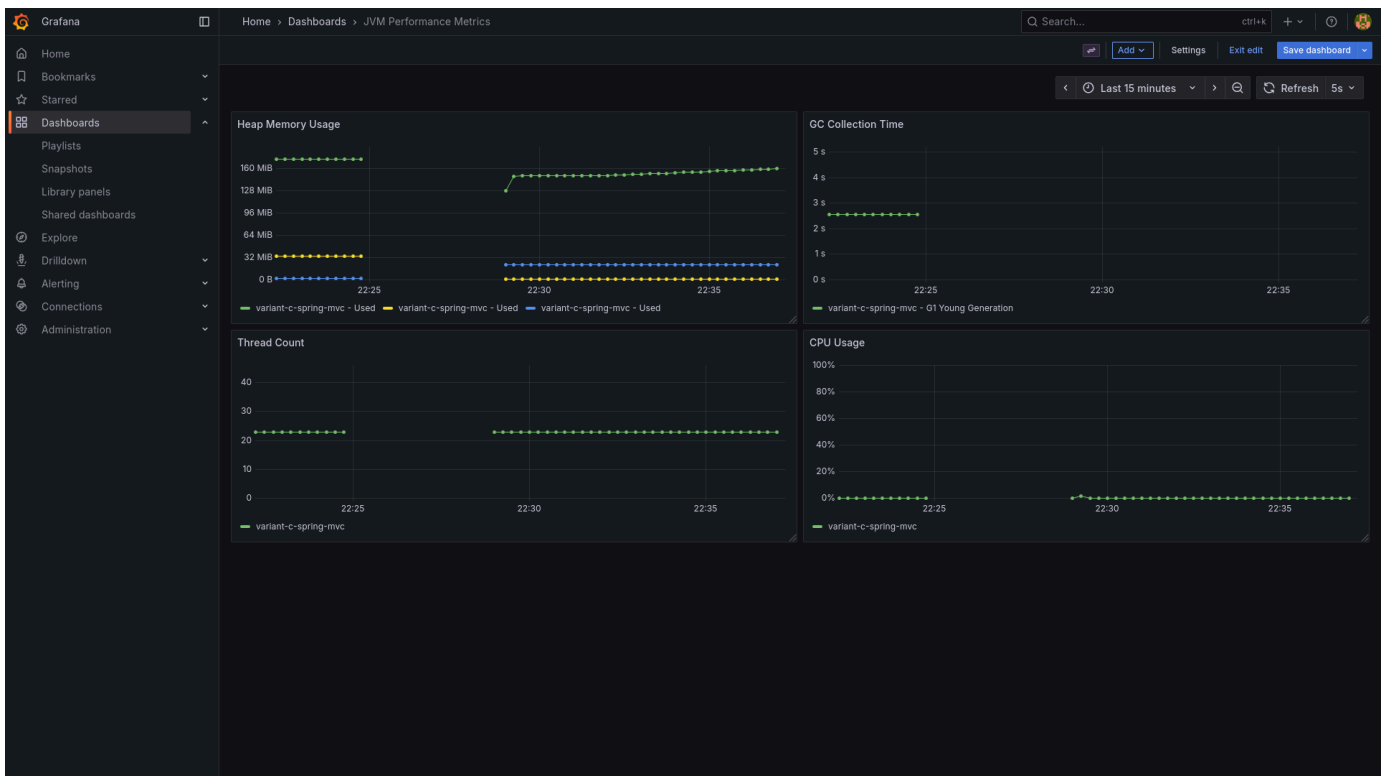 Grafana
Home › Dashboards › JVM Performance Metrics
Search... ctrl+k
Add Settings Exit edit Save dashboard
Last 15 minutes Refresh 5s
Home
Bookmarks
Starred
Dashboards
Playlists
Snapshots
Library panels
Shared dashboards
Explore
Drilldown
Alerting
Connections
Administration
Heap Memory Usage
160 MiB
128 MiB
96 MiB
64 MiB
32 MiB
0 B
22:25 22:30 22:35
variant-c-spring-mvc - Used variant-c-spring-mvc - Used variant-c-spring-mvc - Used
GC Collection Time
5 s
4 s
3 s
2 s
1 s
0 s
22:25 22:30 22:35
variant-c-spring-mvc - G1 Young Generation
Thread Count
40
30
20
10
0
22:25 22:30 22:35
variant-c-spring-mvc
CPU Usage
100%
80%
60%
40%
20%
0%
22:25 22:30 22:35
variant-c-spring-mvc